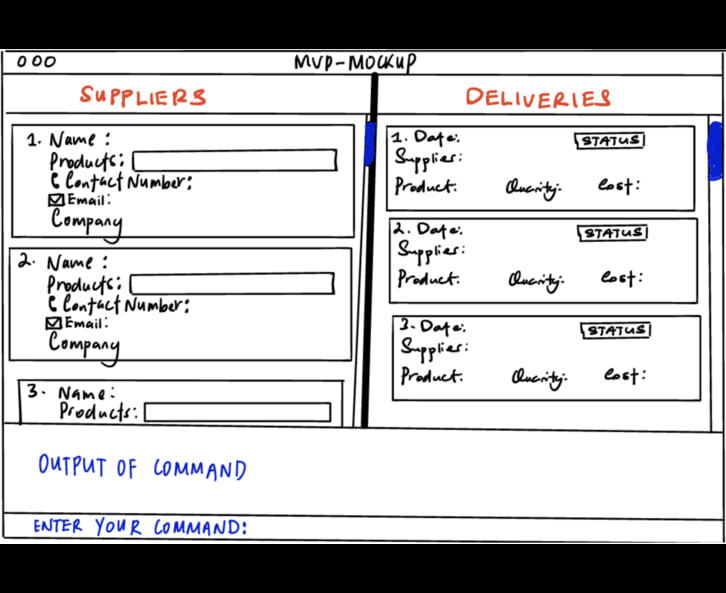 000 MVP-MOCKUP
SUPPLIERS
1. Name :
Products:
Contact Number:
Email:
Company
2. Name :
Products:
Contact Number:
Email:
Company
3. Name:
Products:
DELIVERIES
1. Date: STATUS
Supplier:
Product: Quantity: Cost:
2. Date: STATUS
Supplier:
Product: Quantity: Cost:
3. Date: STATUS
Supplier:
Product: Quantity: Cost:
OUTPUT OF COMMAND
ENTER YOUR COMMAND: